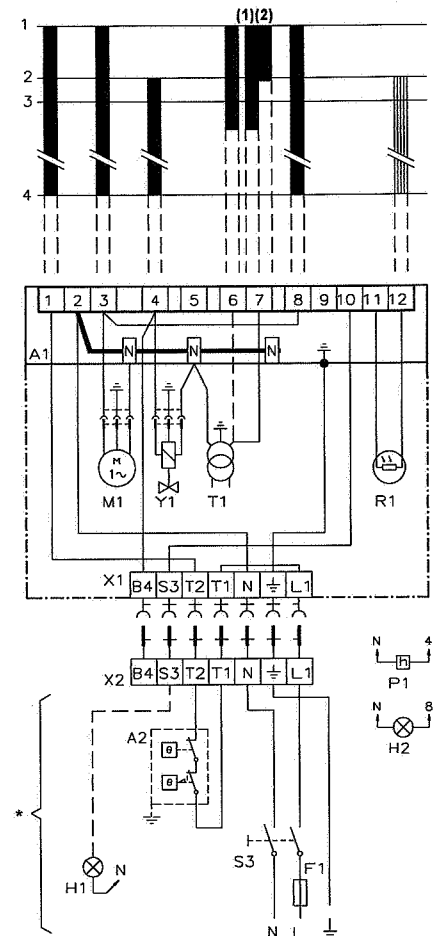 (1)(2)
1
2
3
4
1 2 3 4 5 6 7 8 9 10 11 12
A1 N N N
M
1~
M1 Y1 T1 R1
X1 B4 S3 T2 T1 N L1
X2 B4 S3 T2 T1 N L1
N 4
h
P1
N 8
H2
A2
θ
θ
*
S3 F1
H1 N
N L